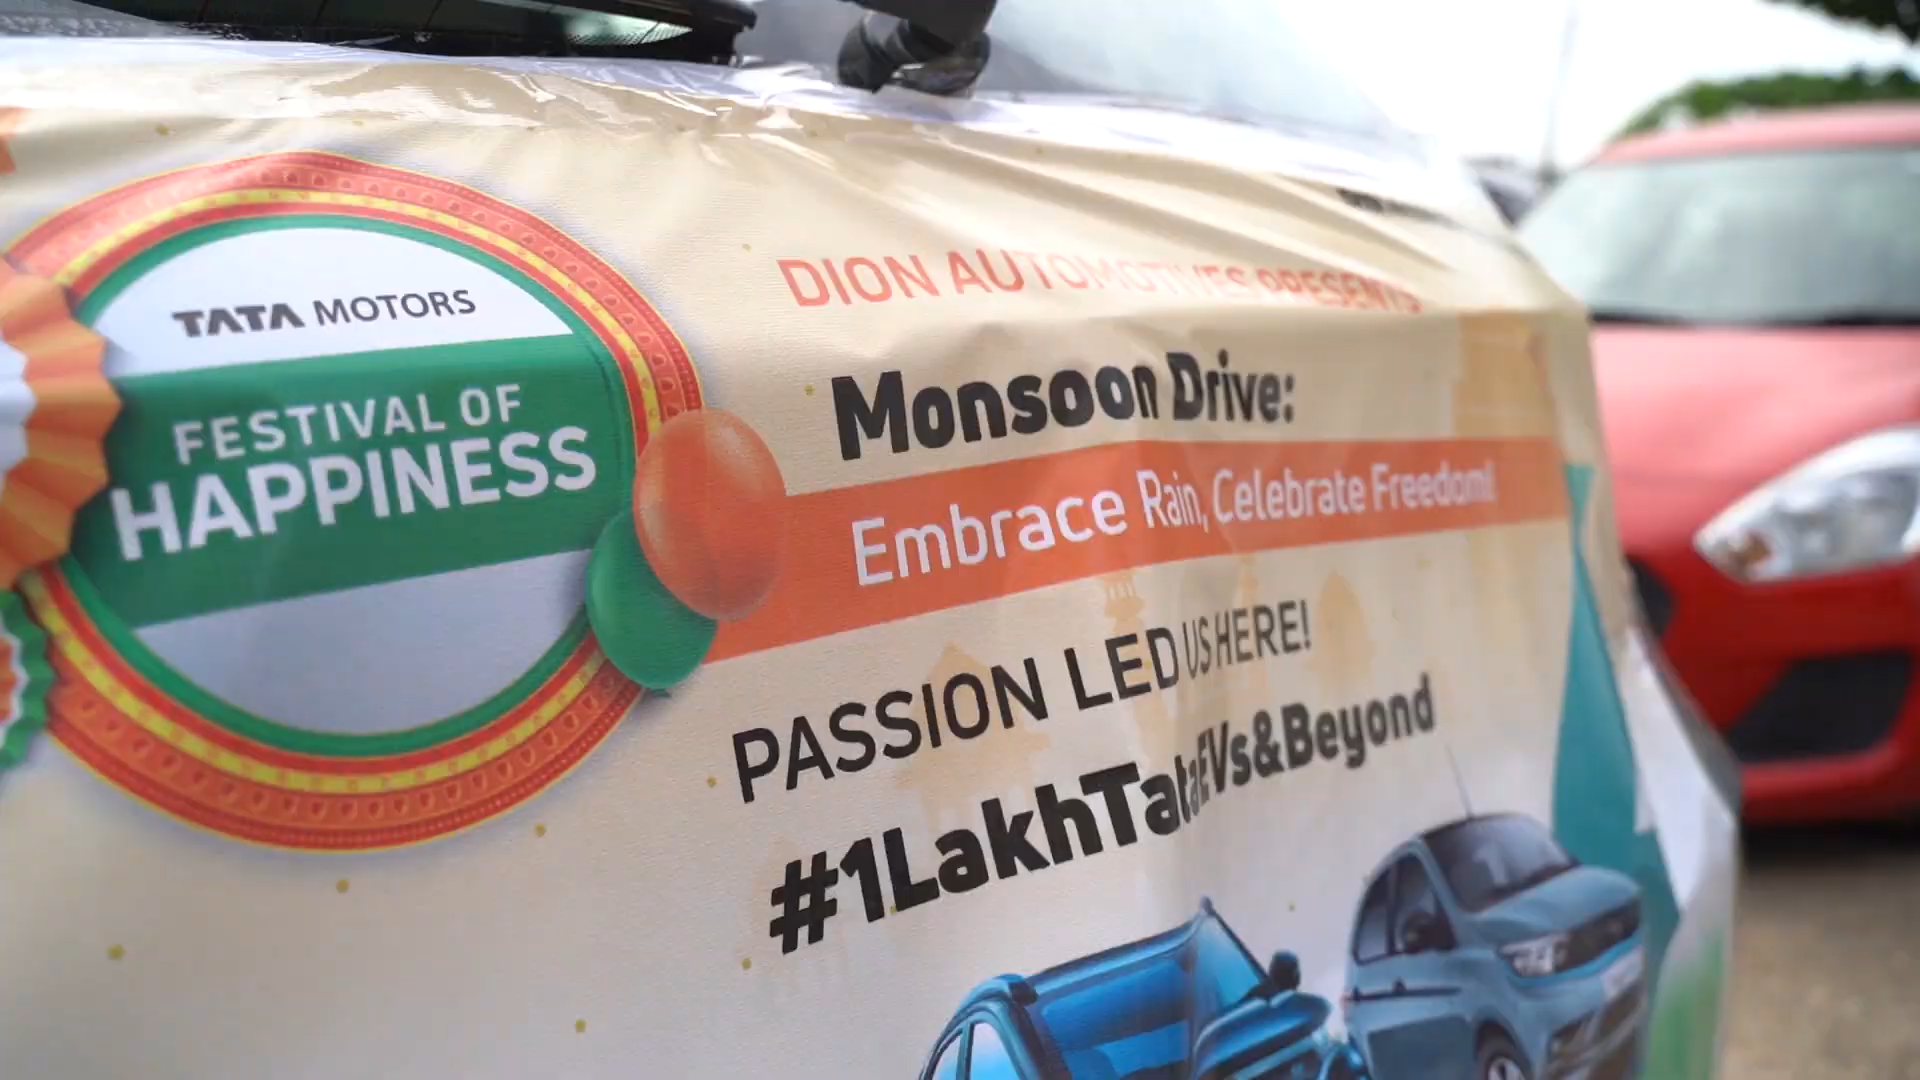 TATA MOTORS
FESTIVAL OF
HAPPINESS
DION AUTOMOTIVES PRESENTS
Monsoon Drive:
Embrace Rain, Celebrate Freedom!
PASSION LED US HERE!
#1LakhTataEVs&Beyond